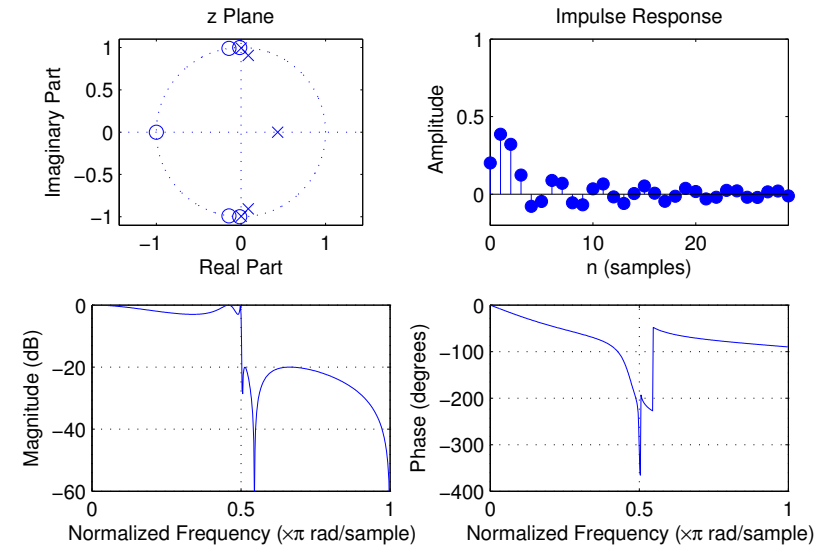 z Plane
Imaginary Part
1
0.5
0
−0.5
−1
−1
0
1
Real Part
Impulse Response
Amplitude
1
0.5
0
0
10
20
n (samples)
Magnitude (dB)
0
−20
−40
−60
0
0.5
1
Normalized Frequency (×π rad/sample)
Phase (degrees)
0
−100
−200
−300
−400
0
0.5
1
Normalized Frequency (×π rad/sample)